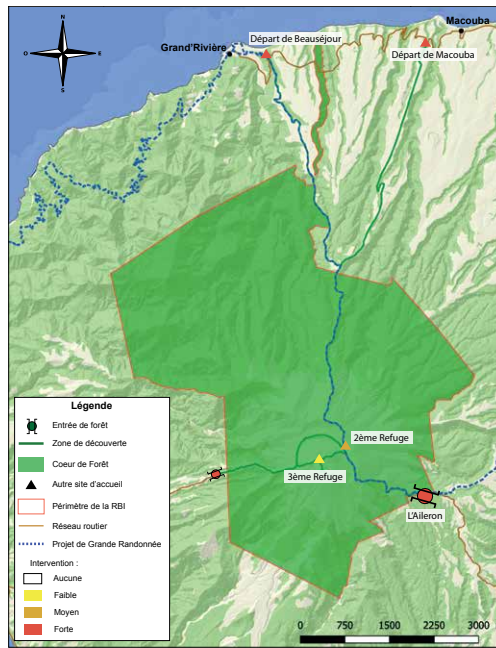 Macouba
Départ de Beauséjour
Grand'Rivière
Départ de Macouba
N
O
E
S
Légende
Entrée de forêt
Zone de découverte
Coeur de Forêt
Autre site d'accueil
Périmètre de la RBI
Réseau routier
Projet de Grande Randonnée
Intervention :
Aucune
Faible
Moyen
Forte
2ème Refuge
3ème Refuge
L'Aileron
0 750 1500 2250 3000